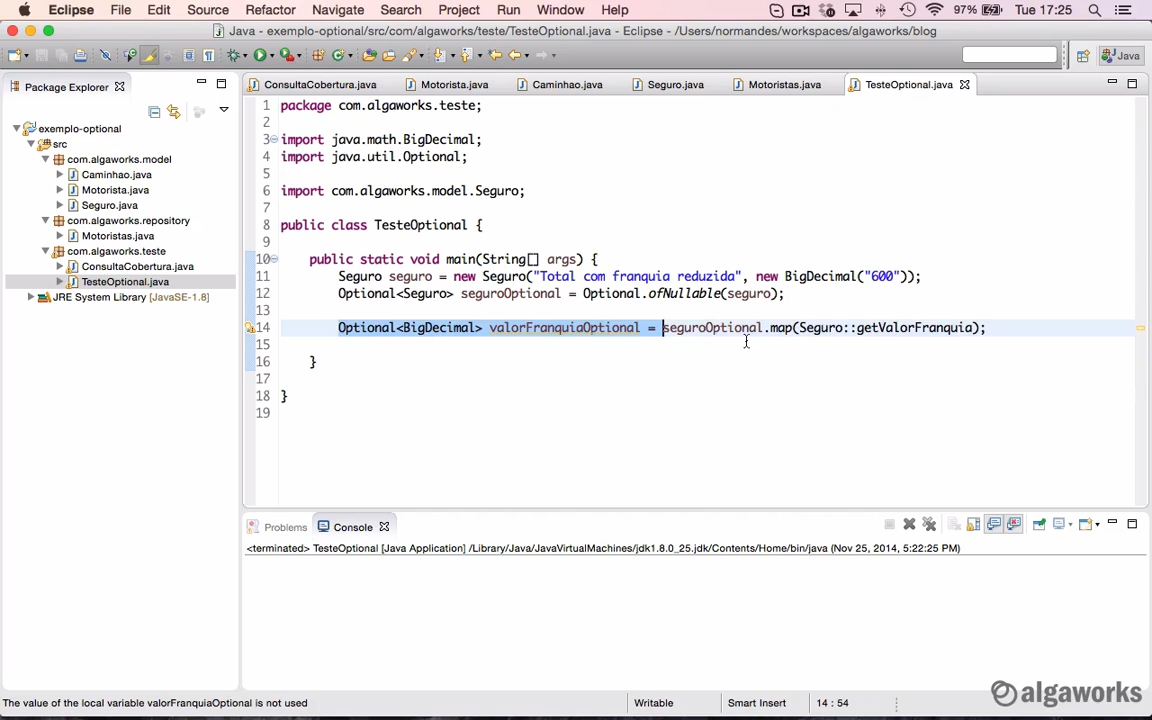 Eclipse File Edit Source Refactor Navigate Search Project Run Window Help 97% Tue 17:25
Java - exemplo-optional/src/com/algaworks/teste/TesteOptional.java - Eclipse - /Users/normandes/workspaces/algaworks/blog
Java
Package Explorer
exemplo-optional
src
com.algaworks.model
Caminhao.java
Motorista.java
Seguro.java
com.algaworks.repository
Motoristas.java
com.algaworks.teste
ConsultaCobertura.java
TesteOptional.java
JRE System Library [JavaSE-1.8]
ConsultaCobertura.java Motorista.java Caminhao.java Seguro.java Motoristas.java TesteOptional.java
1 package com.algaworks.teste;
2
3 import java.math.BigDecimal;
4 import java.util.Optional;
5
6 import com.algaworks.model.Seguro;
7
8 public class TesteOptional {
9
10 public static void main(String[] args) {
11 Seguro seguro = new Seguro("Total com franquia reduzida", new BigDecimal("600"));
12 Optional<Seguro> seguroOptional = Optional.ofNullable(seguro);
13
14 Optional<BigDecimal> valorFranquiaOptional = seguroOptional.map(Seguro::getValorFranquia);
15
16 }
17
18 }
19
Problems Console
<terminated> TesteOptional [Java Application] /Library/Java/JavaVirtualMachines/jdk1.8.0_25.jdk/Contents/Home/bin/java (Nov 25, 2014, 5:22:25 PM)
The value of the local variable valorFranquiaOptional is not used Writable Smart Insert 14 : 54
algaworks